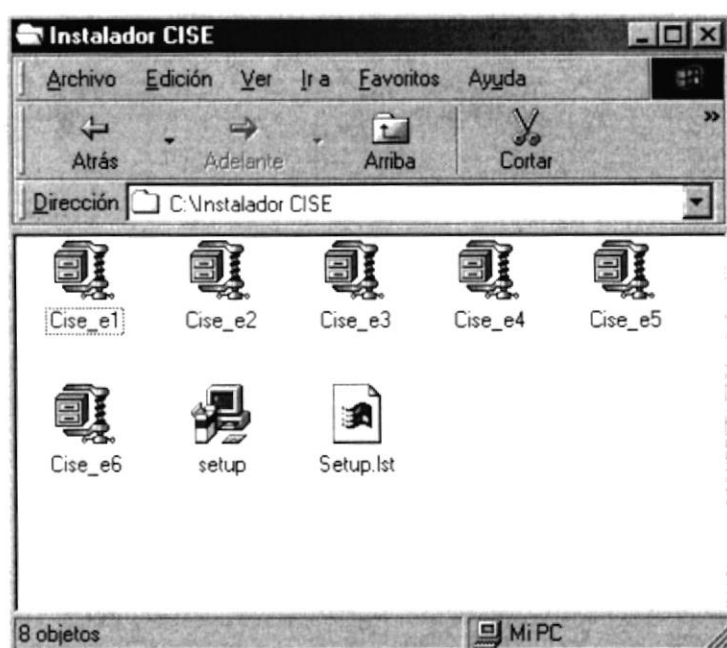 Instalador CISE
Archivo Edición Ver Ir a Favoritos Ayuda
Atrás Adelante Arriba Cortar »
Dirección C:\Instalador CISE
Cise_e1 Cise_e2 Cise_e3 Cise_e4 Cise_e5
Cise_e6 setup Setup.lst
8 objetos Mi PC